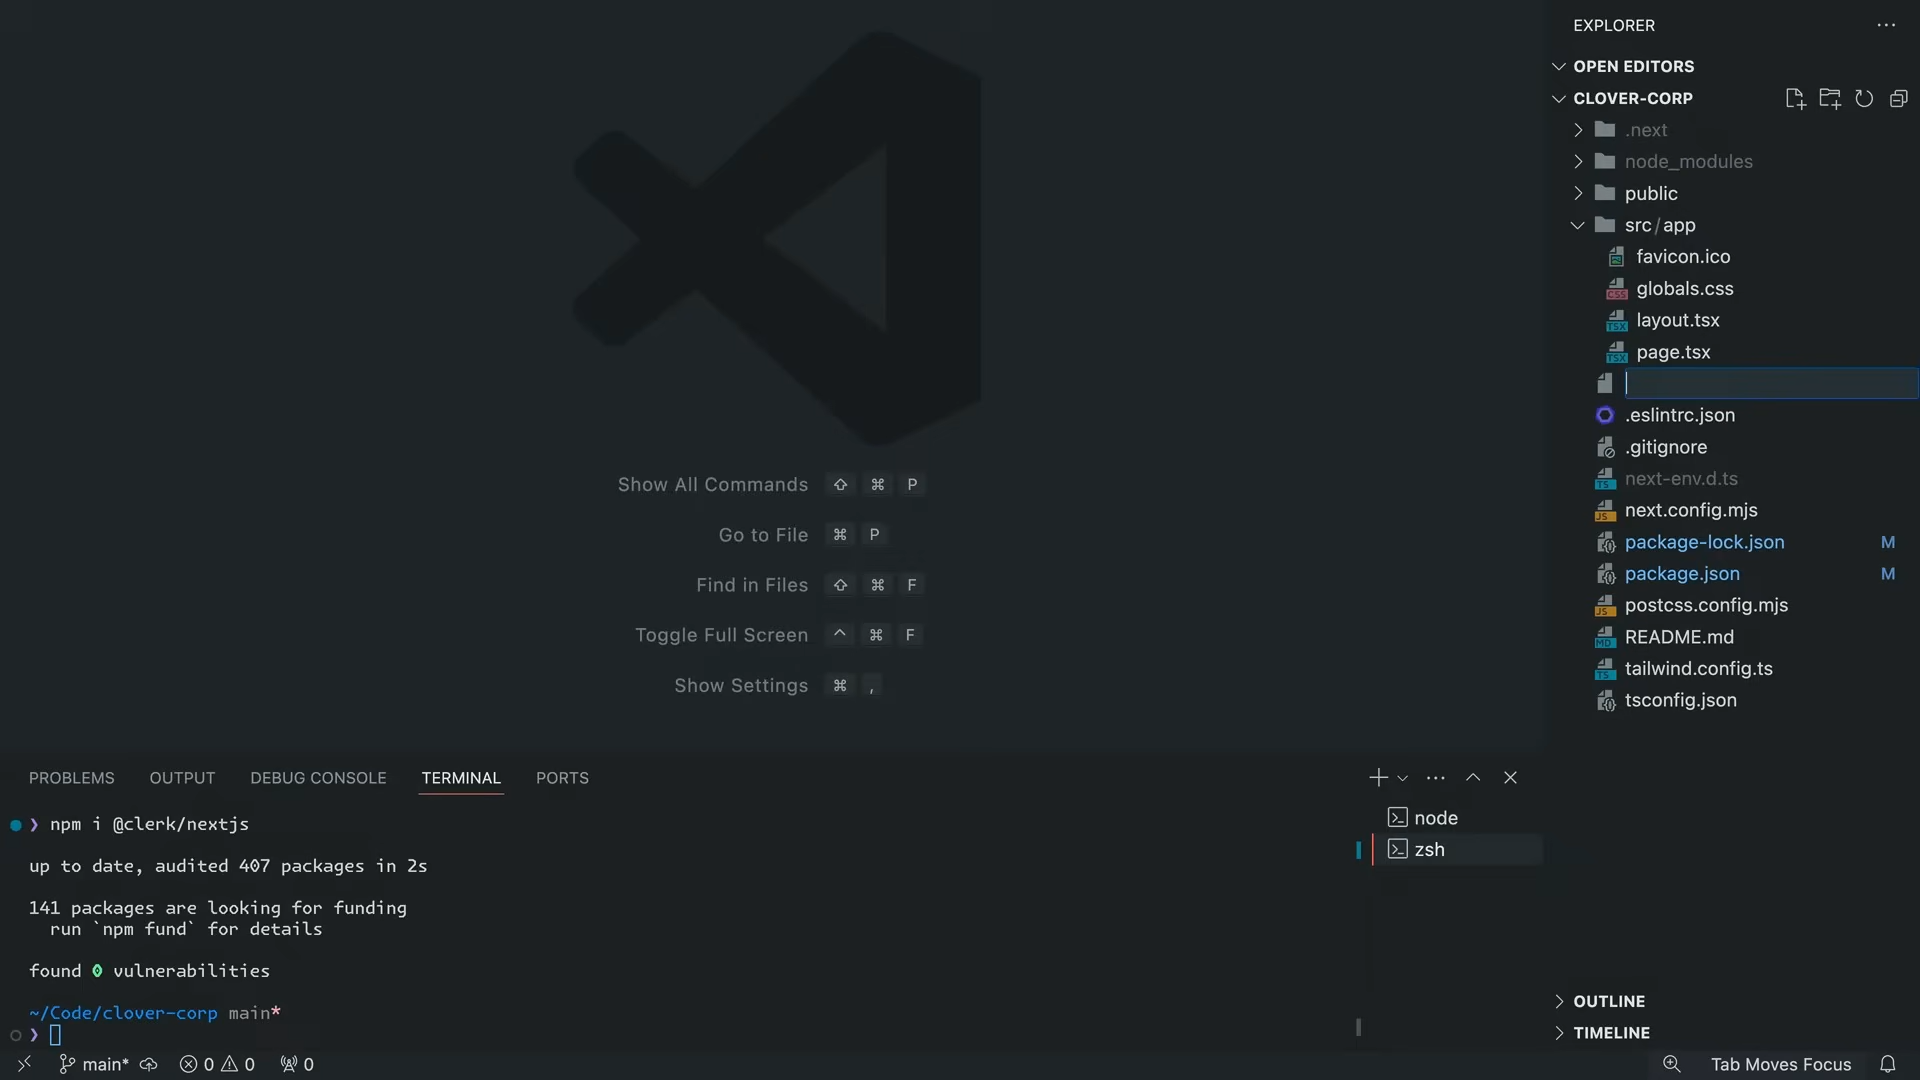 EXPLORER
OPEN EDITORS
CLOVER-CORP
.next
node_modules
public
src/app
favicon.ico
globals.css
layout.tsx
page.tsx
.eslintrc.json
.gitignore
next-env.d.ts
next.config.mjs
package-lock.json M
package.json M
postcss.config.mjs
README.md
tailwind.config.ts
tsconfig.json
OUTLINE
TIMELINE
Show All Commands ⇧ ⌘ P
Go to File ⌘ P
Find in Files ⇧ ⌘ F
Toggle Full Screen ^ ⌘ F
Show Settings ⌘ ,
PROBLEMS OUTPUT DEBUG CONSOLE TERMINAL PORTS
❯ npm i @clerk/nextjs
up to date, audited 407 packages in 2s
141 packages are looking for funding
run `npm fund` for details
found 0 vulnerabilities
~/Code/clover-corp main*
❯
node
zsh
main* 0 0 0
Tab Moves Focus